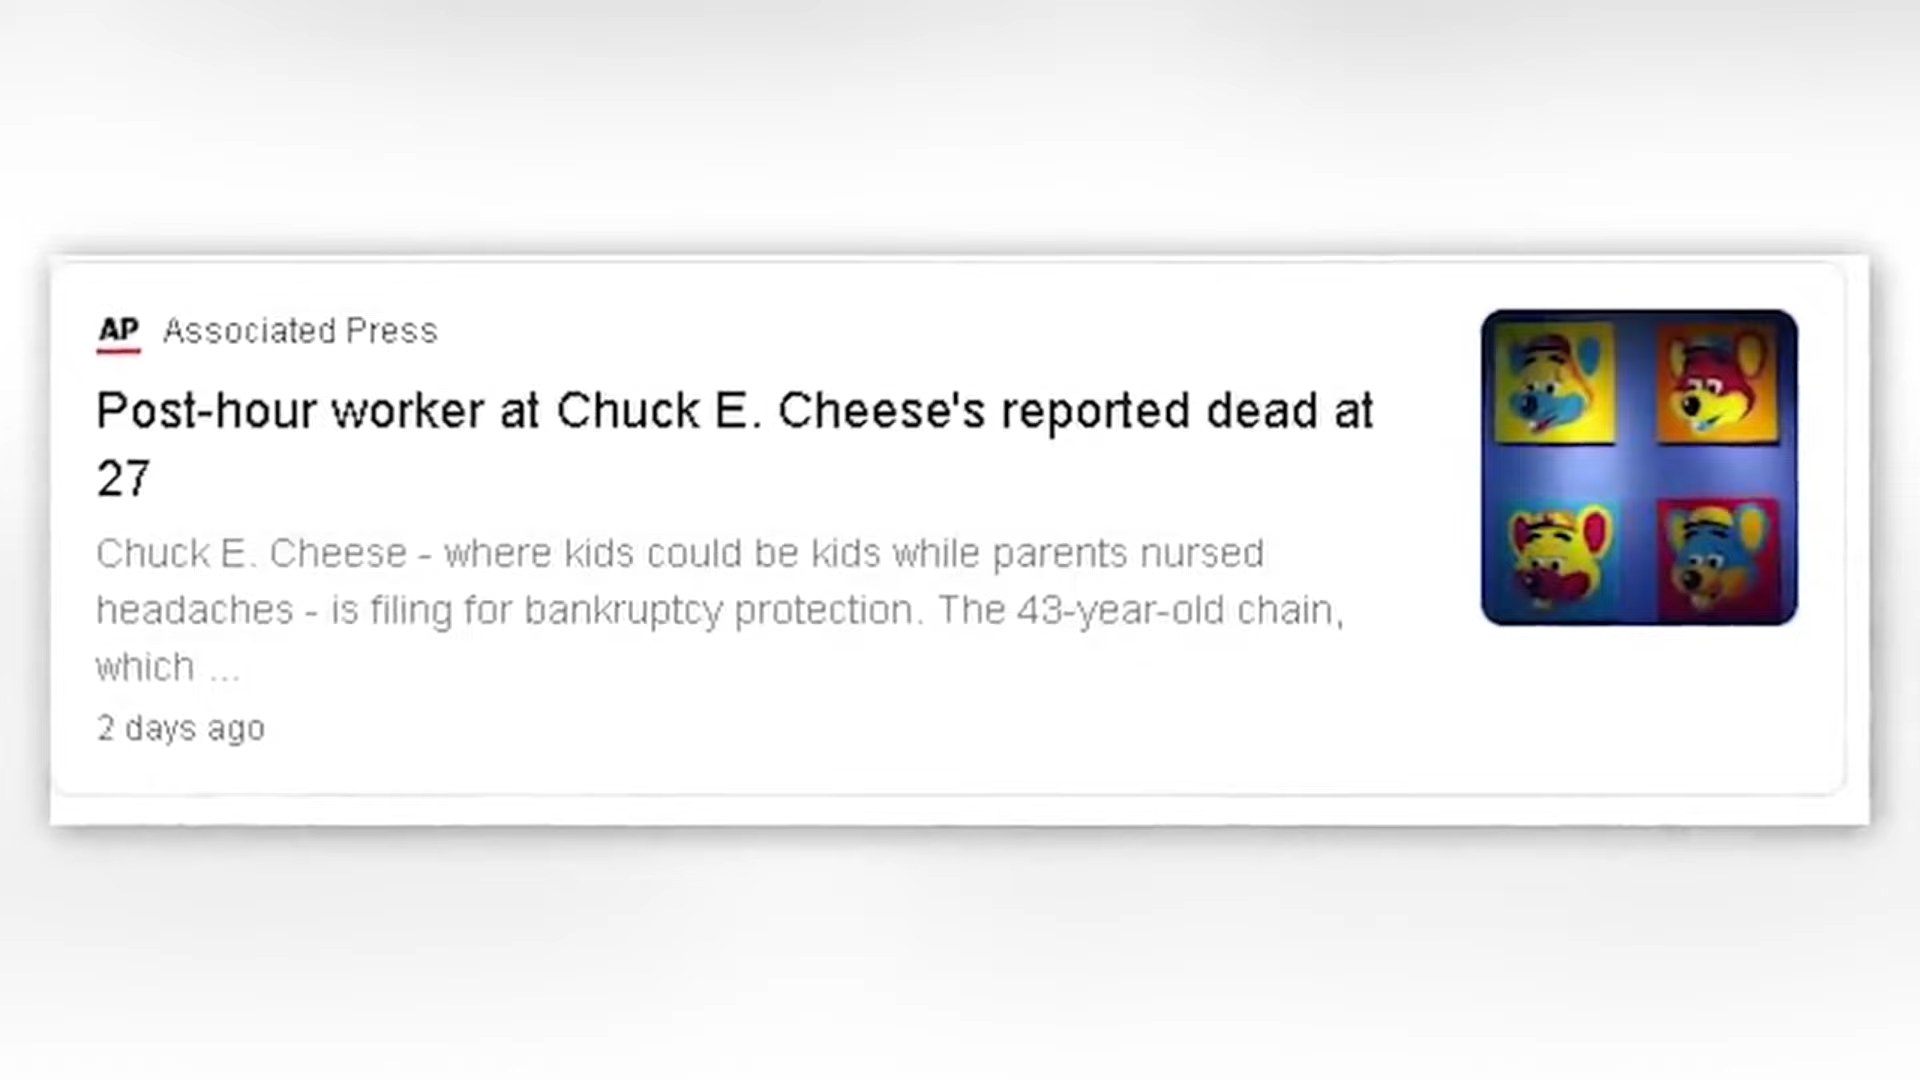 AP Associated Press
Post-hour worker at Chuck E. Cheese's reported dead at
27
Chuck E. Cheese - where kids could be kids while parents nursed
headaches - is filing for bankruptcy protection. The 43-year-old chain,
which ...
2 days ago